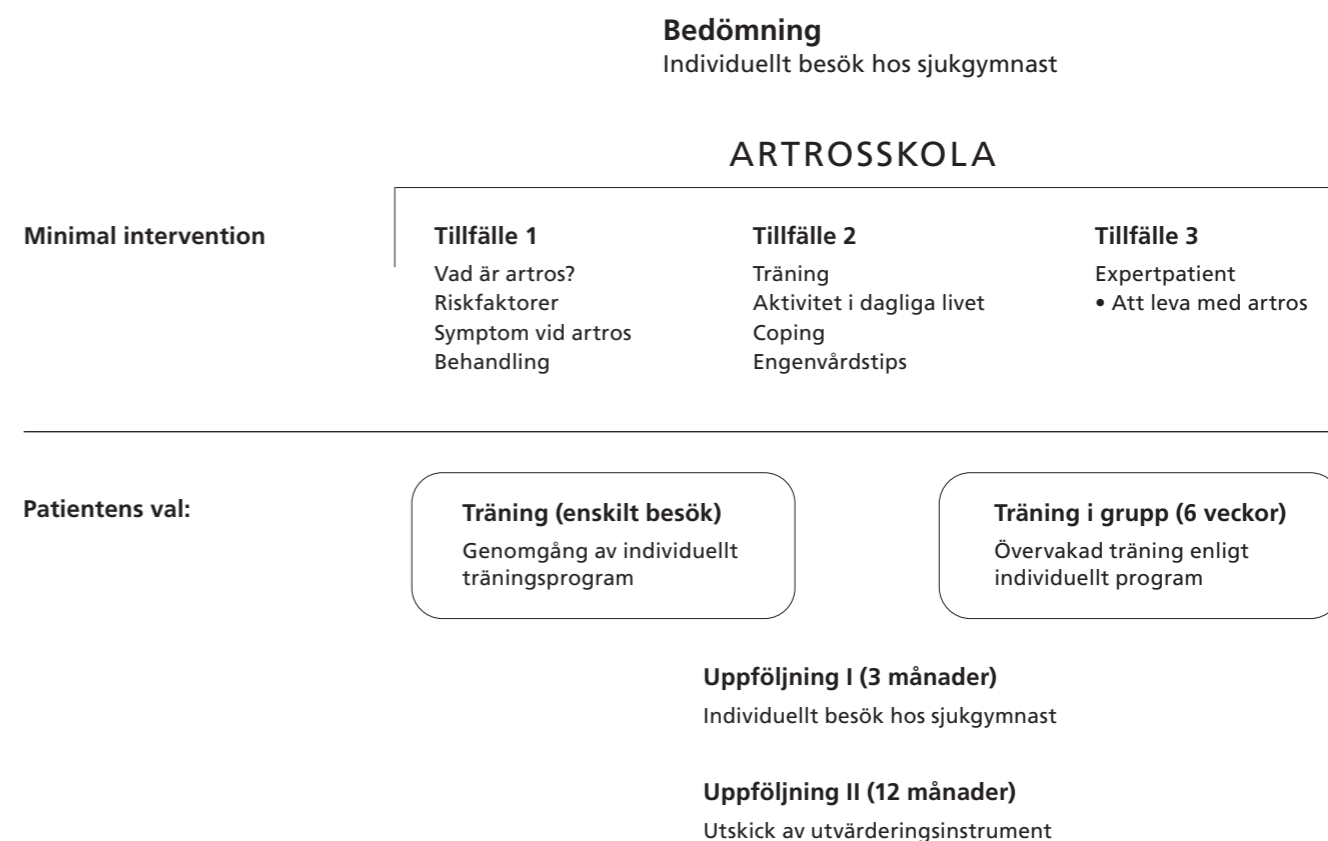 Bedömning
Individuellt besök hos sjukgymnast
ARTROSSKOLA
Minimal intervention
Tillfälle 1
Vad är artros?
Riskfaktorer
Symptom vid artros
Behandling
Tillfälle 2
Träning
Aktivitet i dagliga livet
Coping
Engenvårdstips
Tillfälle 3
Expertpatient
• Att leva med artros
Patientens val:
Träning (enskilt besök)
Genomgång av individuellt
träningsprogram
Träning i grupp (6 veckor)
Övervakad träning enligt
individuellt program
Uppföljning I (3 månader)
Individuellt besök hos sjukgymnast
Uppföljning II (12 månader)
Utskick av utvärderingsinstrument